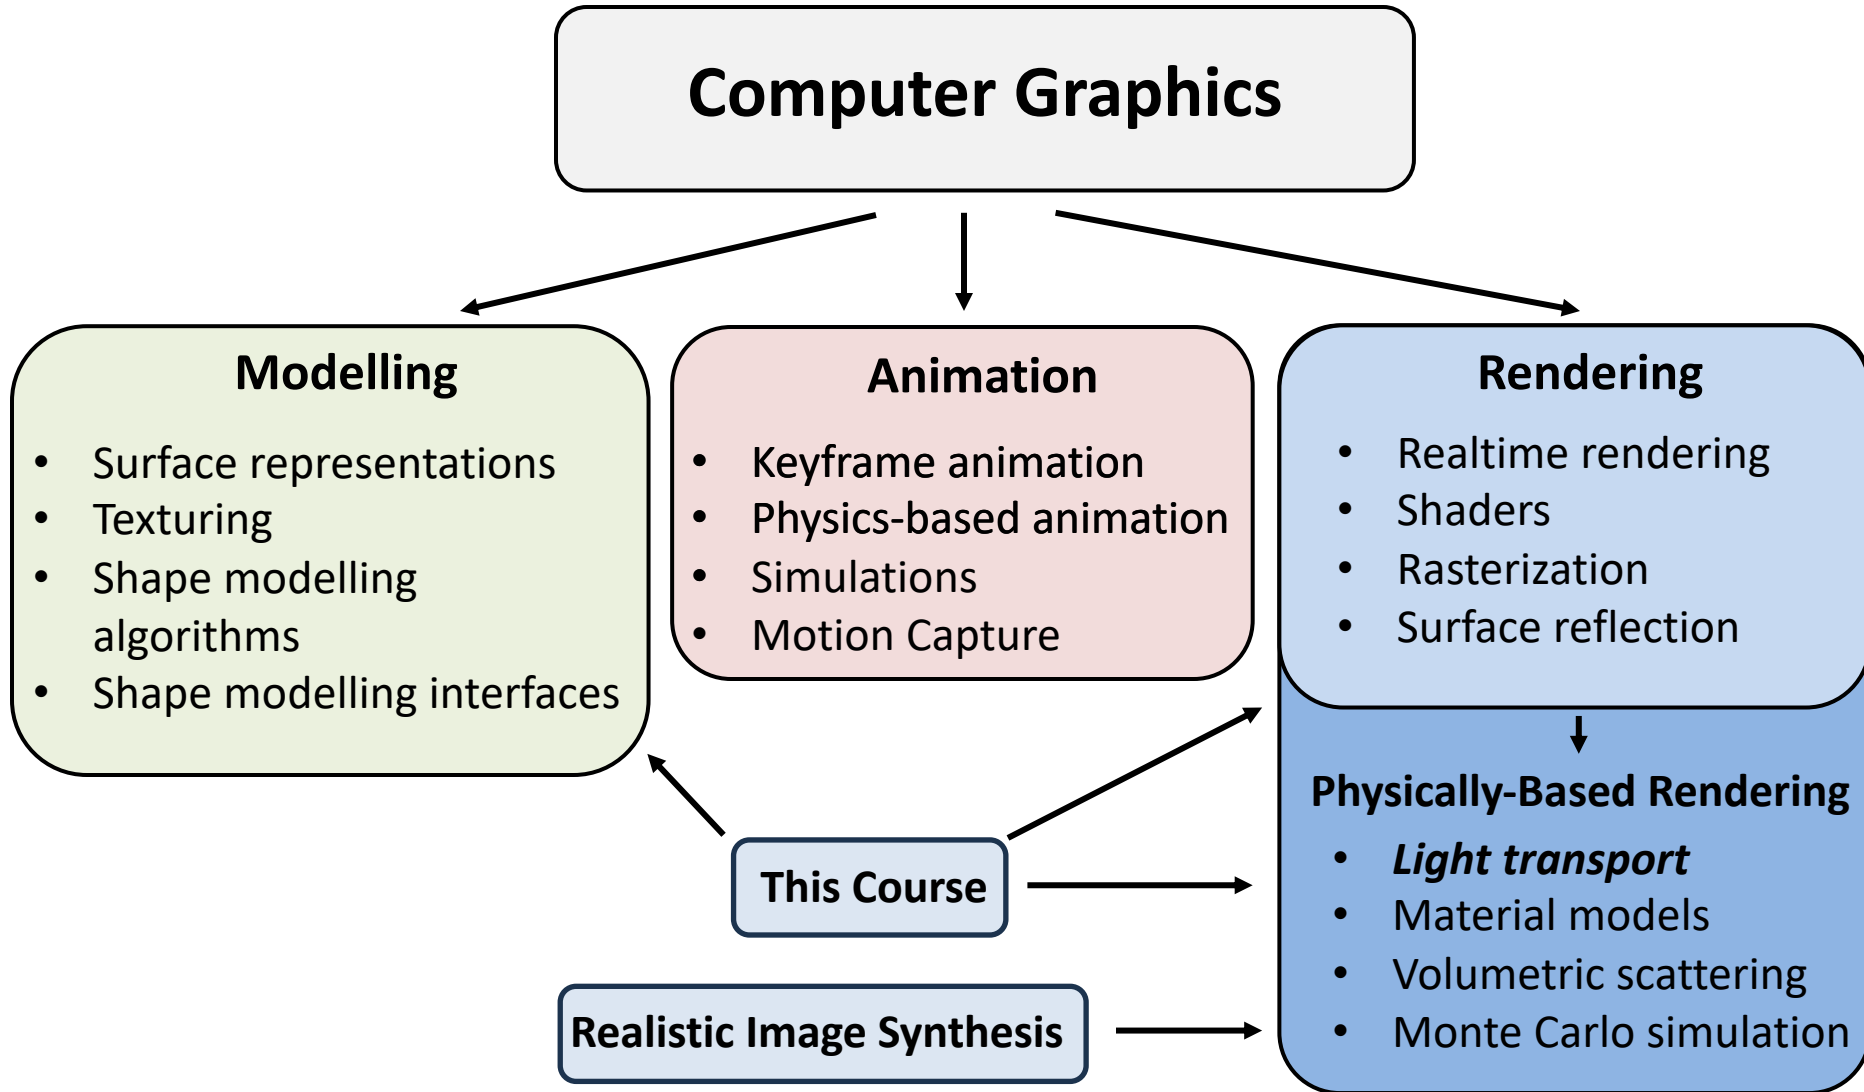 Computer Graphics
Modelling
• Surface representations
• Texturing
• Shape modelling
algorithms
• Shape modelling interfaces
Animation
• Keyframe animation
• Physics-based animation
• Simulations
• Motion Capture
Rendering
• Realtime rendering
• Shaders
• Rasterization
• Surface reflection
Physically-Based Rendering
• Light transport
• Material models
• Volumetric scattering
• Monte Carlo simulation
This Course
Realistic Image Synthesis